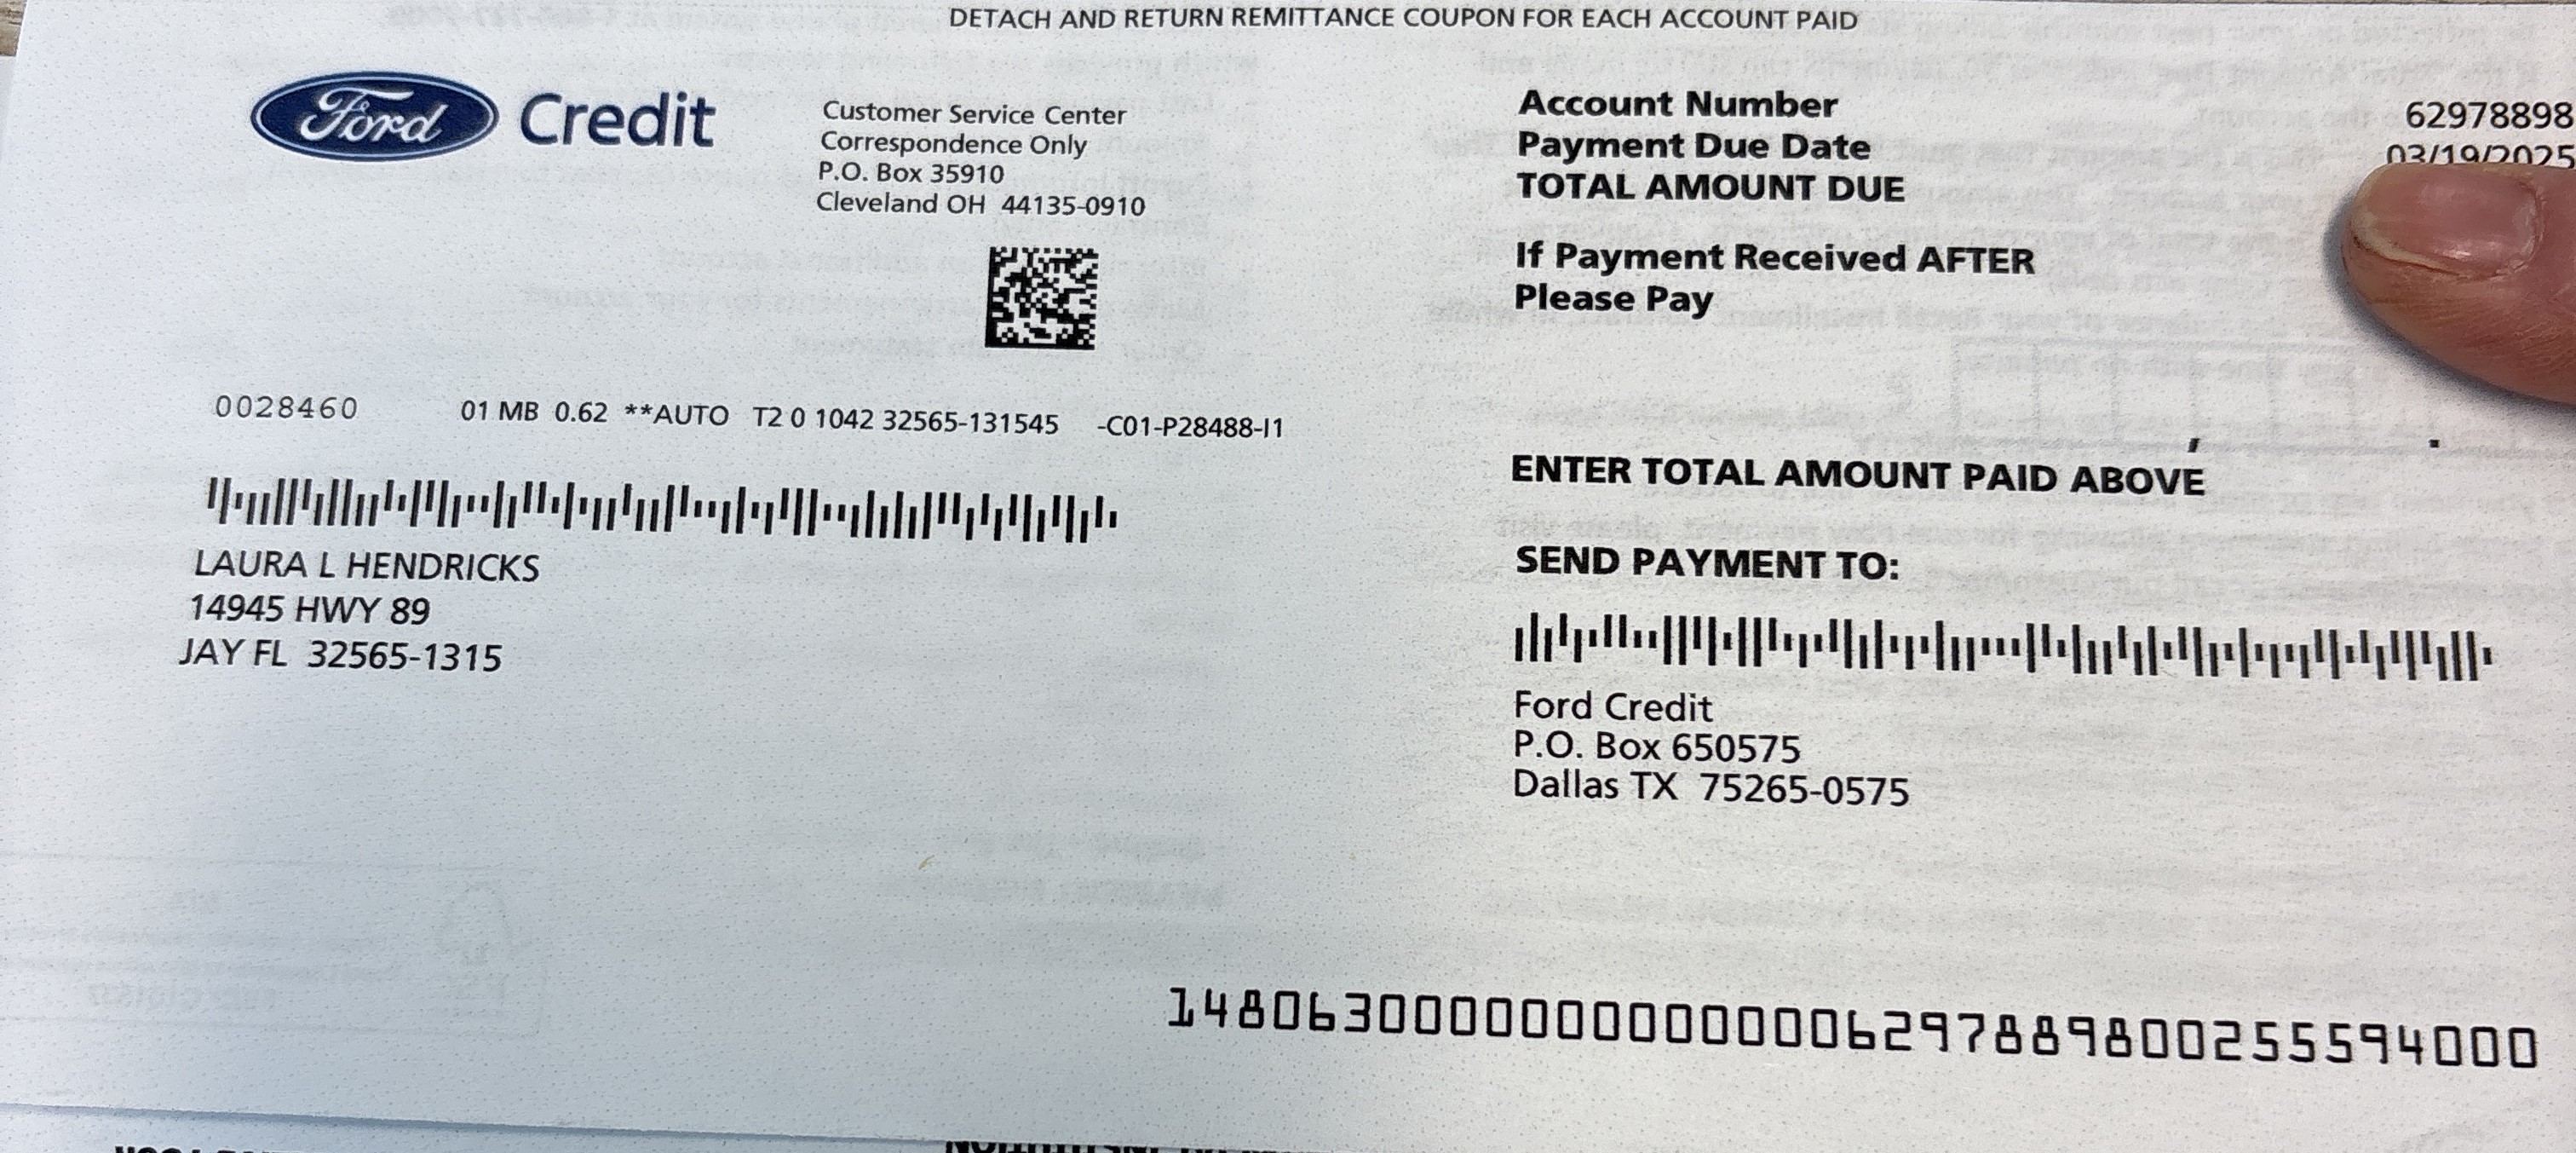 DETACH AND RETURN REMITTANCE COUPON FOR EACH ACCOUNT PAID
Ford Credit
Customer Service Center
Correspondence Only
P.O. Box 35910
Cleveland OH 44135-0910
Account Number 62978898
Payment Due Date 03/19/2025
TOTAL AMOUNT DUE
If Payment Received AFTER
Please Pay
0028460 01 MB 0.62 **AUTO T2 0 1042 32565-131545 -C01-P28488-I1
LAURA L HENDRICKS
14945 HWY 89
JAY FL 32565-1315
, .
ENTER TOTAL AMOUNT PAID ABOVE
SEND PAYMENT TO:
Ford Credit
P.O. Box 650575
Dallas TX 75265-0575
14806300000000000006297889800255594000